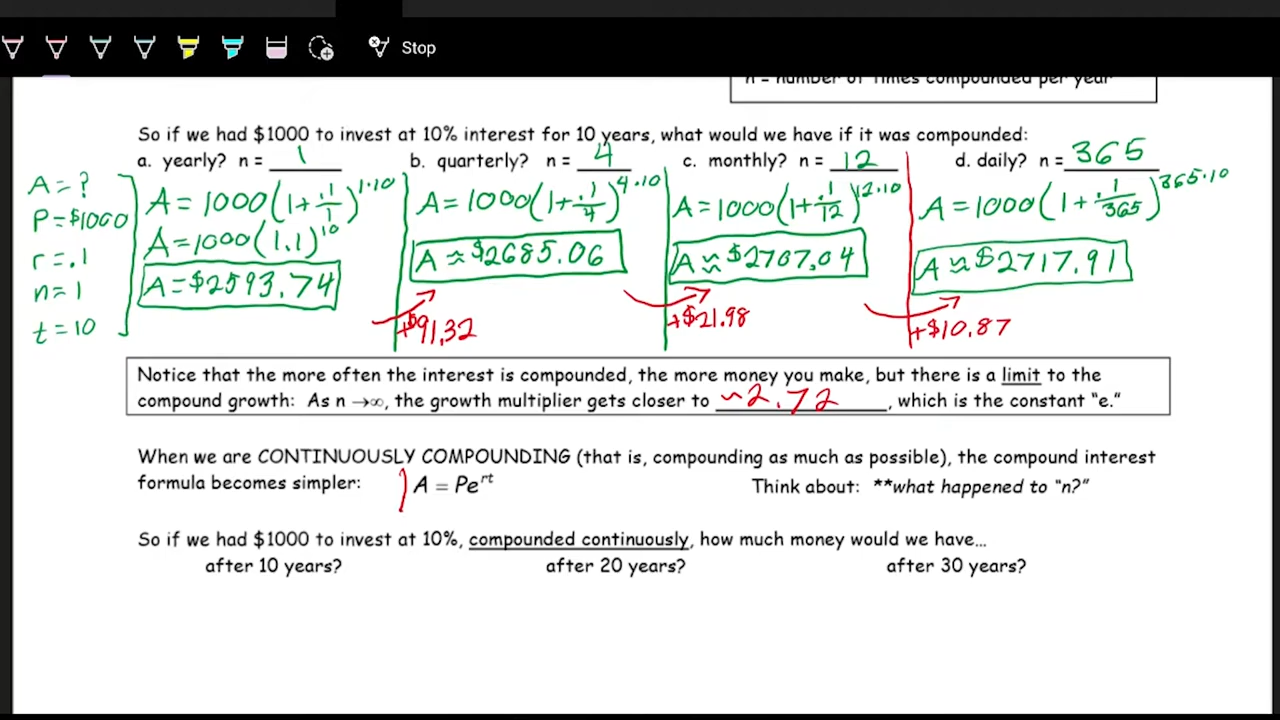 Stop
n = number of times compounded per year
So if we had $1000 to invest at 10% interest for 10 years, what would we have if it was compounded:
a. yearly? n = 1 b. quarterly? n = 4 c. monthly? n = 12 d. daily? n = 365
A = ?
P = $1000
r = .1
n = 1
t = 10
A = 1000(1 + .1/1)^1·10
A = 1000(1.1)^10
A = $2593.74
A = 1000(1 + .1/4)^4·10
A ≈ $2685.06
A = 1000(1 + .1/12)^12·10
A ≈ $2707.04
A = 1000(1 + .1/365)^365·10
A ≈ $2717.91
+$91.32
+$21.98
+$10.87
Notice that the more often the interest is compounded, the more money you make, but there is a limit to the
compound growth: As n →∞, the growth multiplier gets closer to ~2.72, which is the constant “e.”
When we are CONTINUOUSLY COMPOUNDING (that is, compounding as much as possible), the compound interest
formula becomes simpler: A = Pe^rt Think about: **what happened to “n?”
So if we had $1000 to invest at 10%, compounded continuously, how much money would we have…
after 10 years? after 20 years? after 30 years?